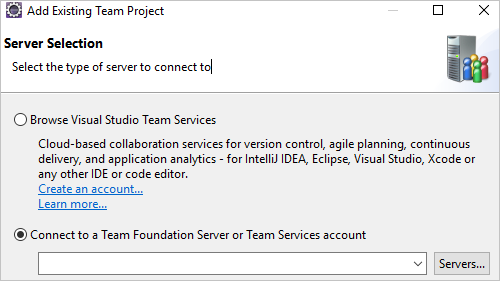 Add Existing Team Project
Server Selection
Select the type of server to connect to
Browse Visual Studio Team Services
Cloud-based collaboration services for version control, agile planning, continuous
delivery, and application analytics - for IntelliJ IDEA, Eclipse, Visual Studio, Xcode or
any other IDE or code editor.
Create an account...
Learn more...
Connect to a Team Foundation Server or Team Services account
Servers...